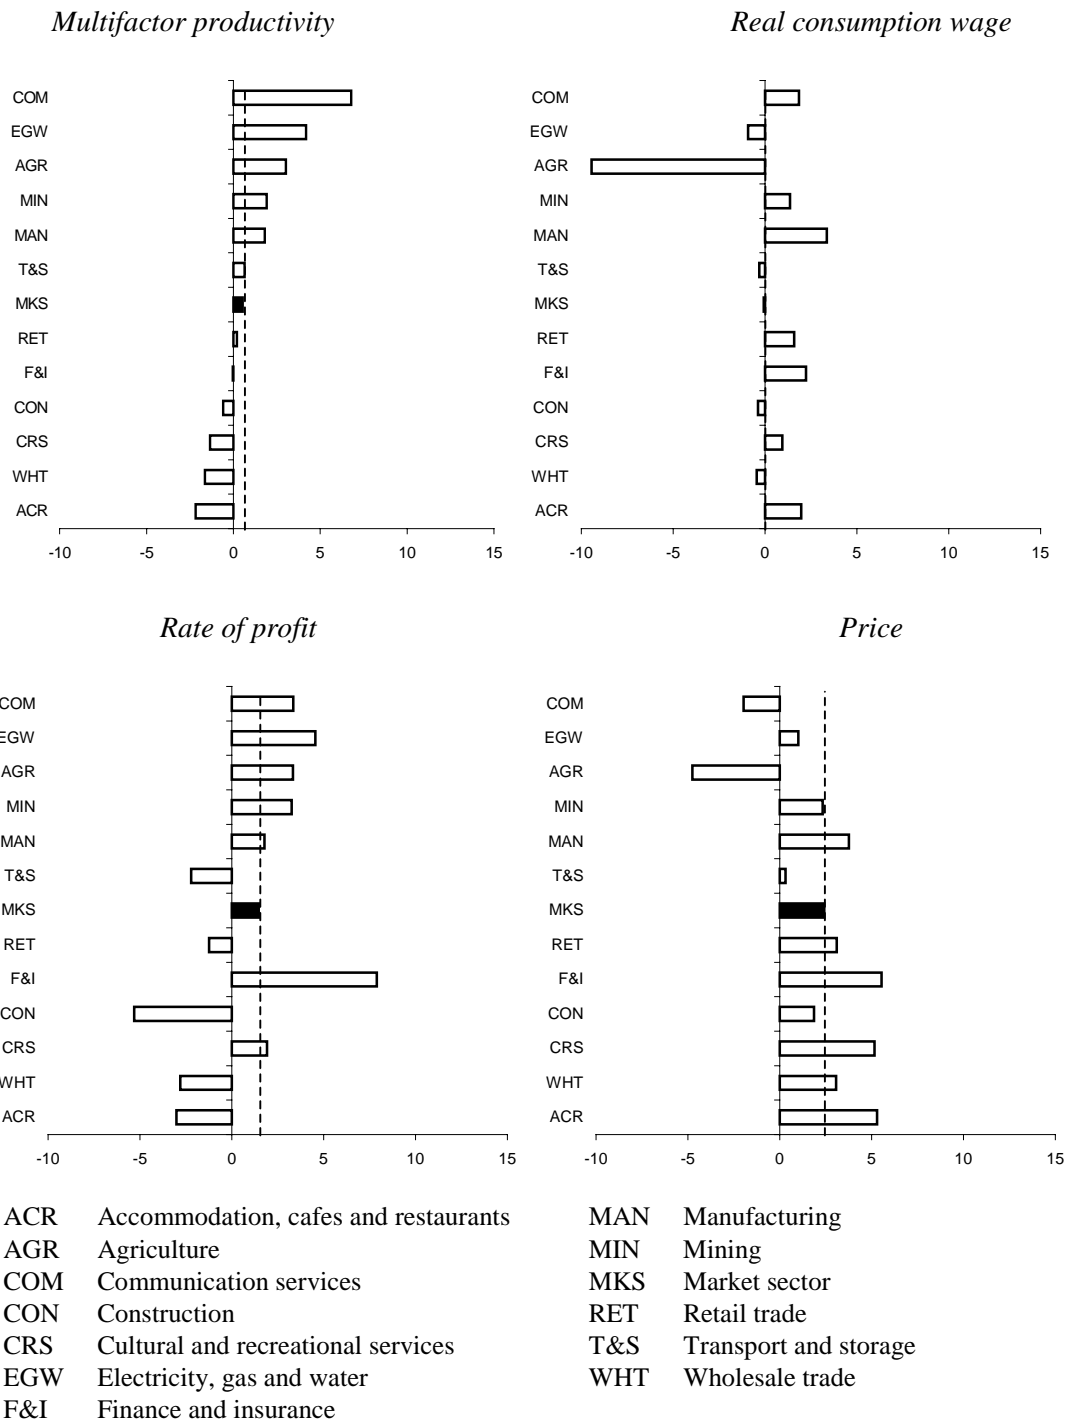 Multifactor productivity
COM
EGW
AGR
MIN
MAN
T&S
MKS
RET
F&I
CON
CRS
WHT
ACR
-10 -5 0 5 10 15
Real consumption wage
COM
EGW
AGR
MIN
MAN
T&S
MKS
RET
F&I
CON
CRS
WHT
ACR
-10 -5 0 5 10 15
Rate of profit
COM
EGW
AGR
MIN
MAN
T&S
MKS
RET
F&I
CON
CRS
WHT
ACR
-10 -5 0 5 10 15
Price
COM
EGW
AGR
MIN
MAN
T&S
MKS
RET
F&I
CON
CRS
WHT
ACR
-10 -5 0 5 10 15
ACR Accommodation, cafes and restaurants
AGR Agriculture
COM Communication services
CON Construction
CRS Cultural and recreational services
EGW Electricity, gas and water
F&I Finance and insurance
MAN Manufacturing
MIN Mining
MKS Market sector
RET Retail trade
T&S Transport and storage
WHT Wholesale trade